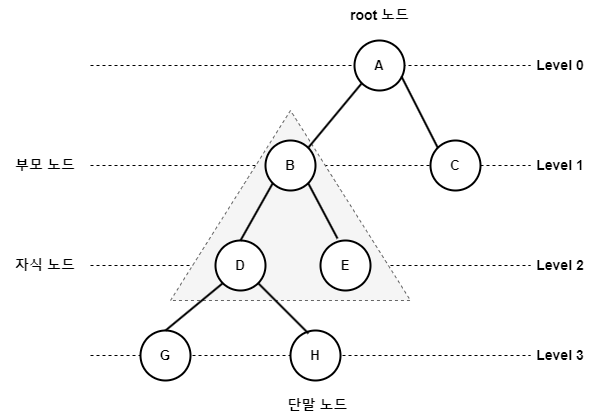 root 노드
A
Level 0
부모 노드
B
C
Level 1
자식 노드
D
E
Level 2
G
H
Level 3
단말 노드